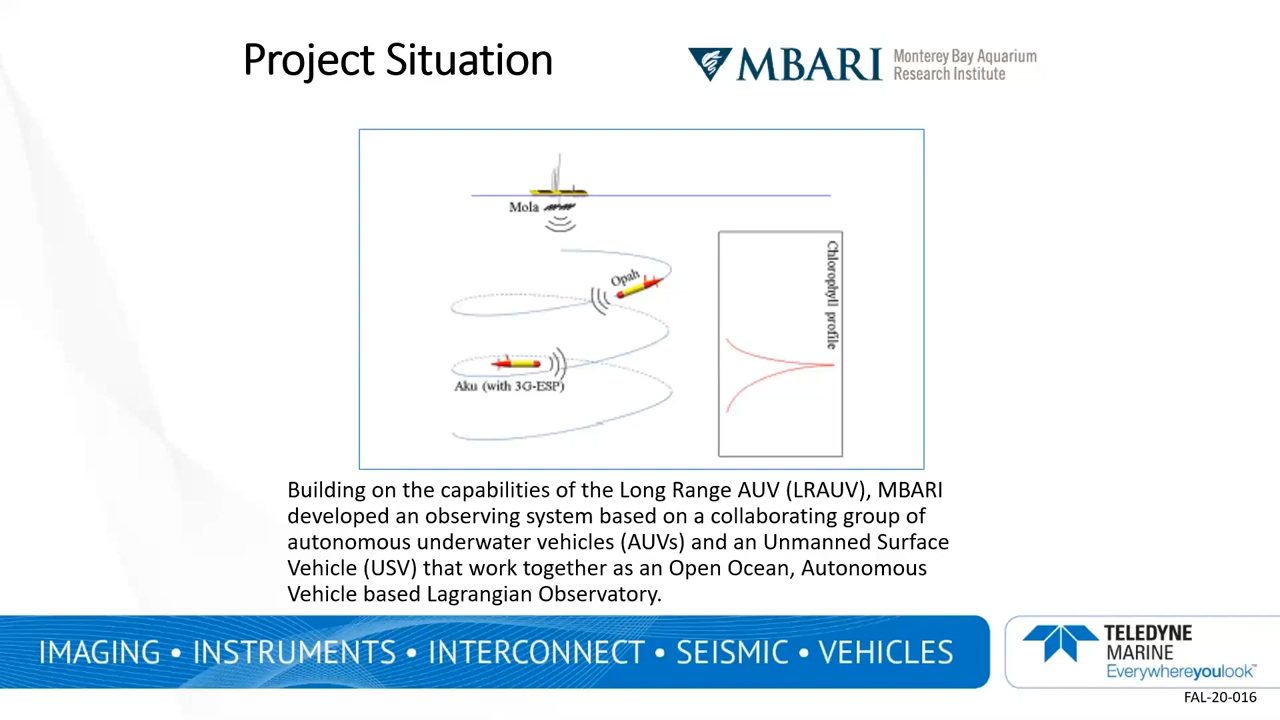 Project Situation
MBARI
Monterey Bay Aquarium
Research Institute
Mola
Opah
Aku (with 3G-ESP)
Chlorophyll profile
Building on the capabilities of the Long Range AUV (LRAUV), MBARI
developed an observing system based on a collaborating group of
autonomous underwater vehicles (AUVs) and an Unmanned Surface
Vehicle (USV) that work together as an Open Ocean, Autonomous
Vehicle based Lagrangian Observatory.
IMAGING • INSTRUMENTS • INTERCONNECT • SEISMIC • VEHICLES
TELEDYNE
MARINE
Everywhereyoulook™
FAL-20-016